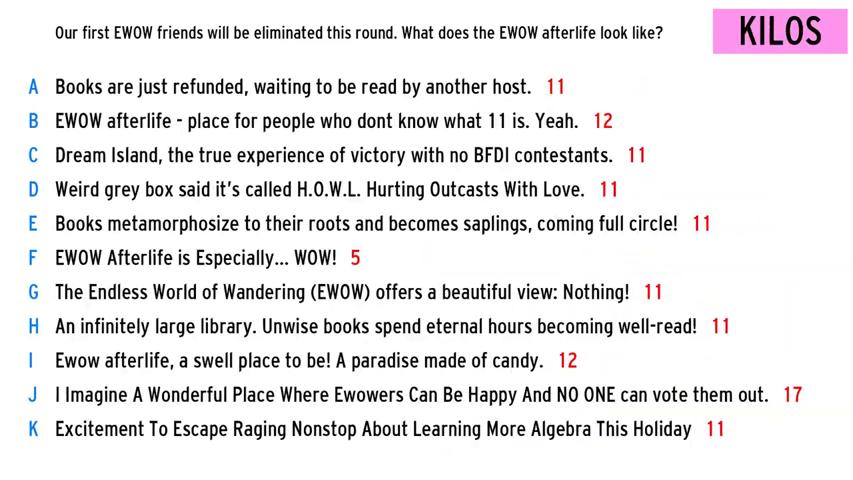 Our first EWOW friends will be eliminated this round. What does the EWOW afterlife look like?
KILOS
A Books are just refunded, waiting to be read by another host. 11
B EWOW afterlife - place for people who dont know what 11 is. Yeah. 12
C Dream Island, the true experience of victory with no BFDI contestants. 11
D Weird grey box said it's called H.O.W.L. Hurting Outcasts With Love. 11
E Books metamorphosize to their roots and becomes saplings, coming full circle! 11
F EWOW Afterlife is Especially... WOW! 5
G The Endless World of Wandering (EWOW) offers a beautiful view: Nothing! 11
H An infinitely large library. Unwise books spend eternal hours becoming well-read! 11
I Ewow afterlife, a swell place to be! A paradise made of candy. 12
J I Imagine A Wonderful Place Where Ewowers Can Be Happy And NO ONE can vote them out. 17
K Excitement To Escape Raging Nonstop About Learning More Algebra This Holiday 11